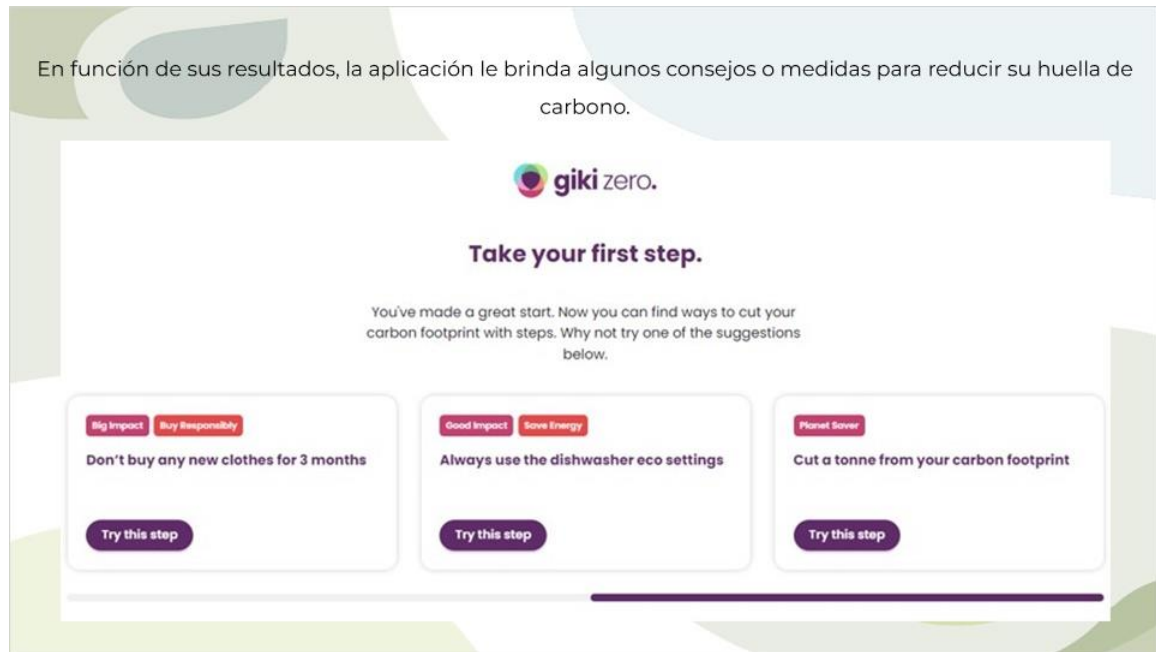 En función de sus resultados, la aplicación le brinda algunos consejos o medidas para reducir su huella de
carbono.
giki zero.
Take your first step.
You've made a great start. Now you can find ways to cut your
carbon footprint with steps. Why not try one of the suggestions
below.
Big Impact Buy Responsibly
Don't buy any new clothes for 3 months
Try this step
Good Impact Save Energy
Always use the dishwasher eco settings
Try this step
Planet Saver
Cut a tonne from your carbon footprint
Try this step